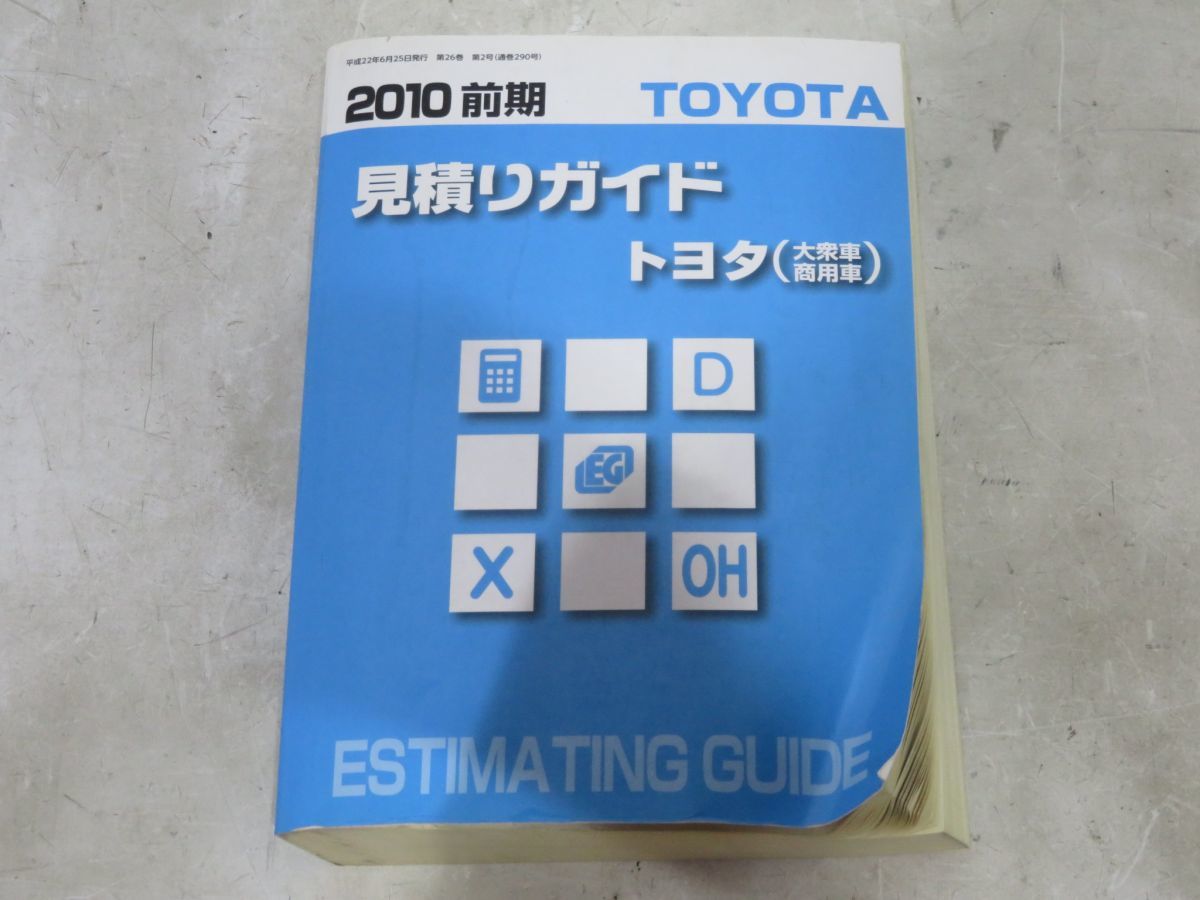 平成22年6月25日発行 第26巻 第2号(通巻290号)
2010 前期 TOYOTA
見積りガイド
トヨタ(大衆車 商用車)
D
EG
X
OH
ESTIMATING GUIDE